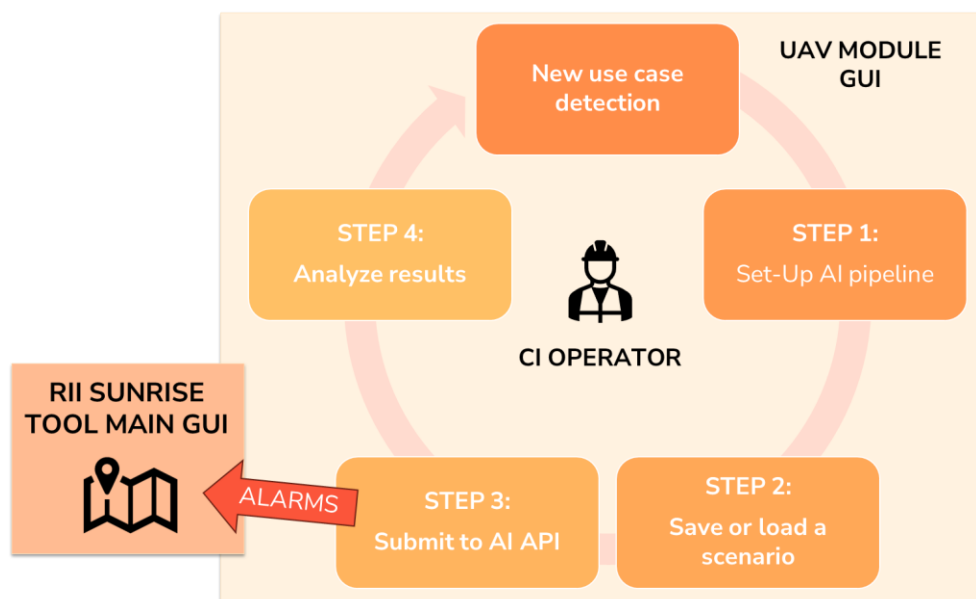 New use case
detection
UAV MODULE
GUI
STEP 1:
Set-Up AI pipeline
STEP 2:
Save or load a
scenario
STEP 3:
Submit to AI API
STEP 4:
Analyze results
CI OPERATOR
ALARMS
RII SUNRISE
TOOL MAIN GUI